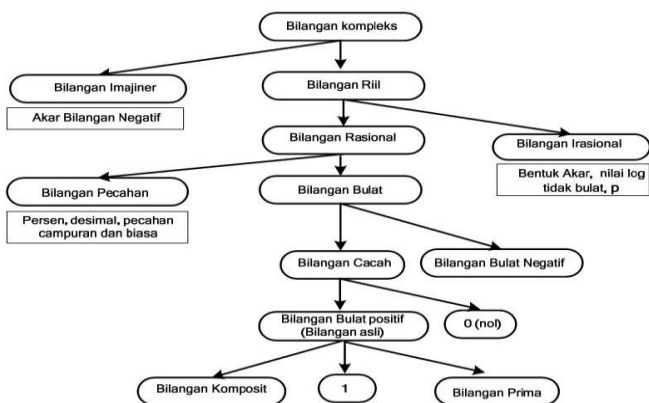 Bilangan kompleks
Bilangan Imajiner
Bilangan Riil
Akar Bilangan Negatif
Bilangan Rasional
Bilangan Irasional
Bentuk Akar, nilai log
tidak bulat, p
Bilangan Pecahan
Bilangan Bulat
Persen, desimal, pecahan
campuran dan biasa
Bilangan Cacah
Bilangan Bulat Negatif
Bilangan Bulat positif
(Bilangan asli)
0 (nol)
Bilangan Komposit
1
Bilangan Prima